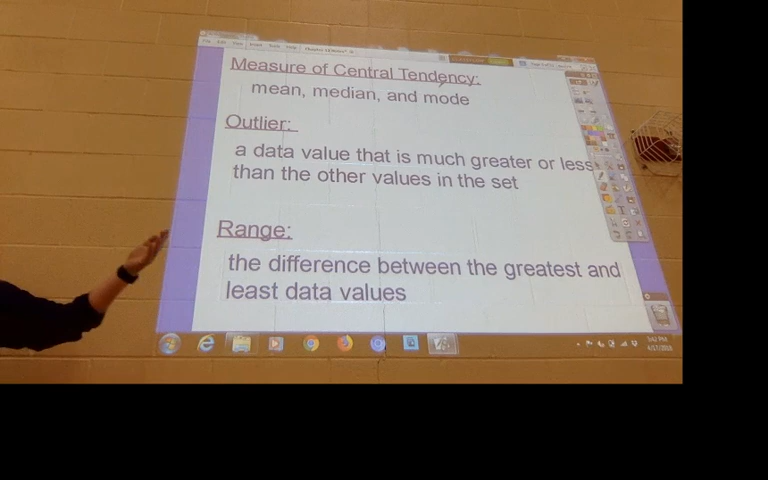 Measure of Central Tendency:
mean, median, and mode
Outlier:
a data value that is much greater or less
than the other values in the set
Range:
the difference between the greatest and
least data values